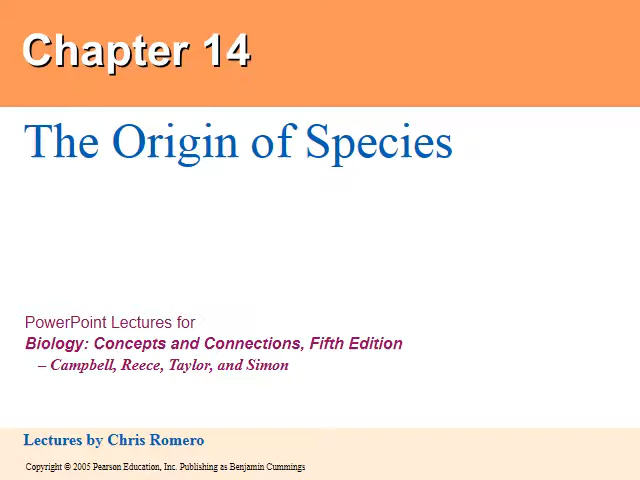 Chapter 14
The Origin of Species
PowerPoint Lectures for
Biology: Concepts and Connections, Fifth Edition
– Campbell, Reece, Taylor, and Simon
Lectures by Chris Romero
Copyright © 2005 Pearson Education, Inc. Publishing as Benjamin Cummings